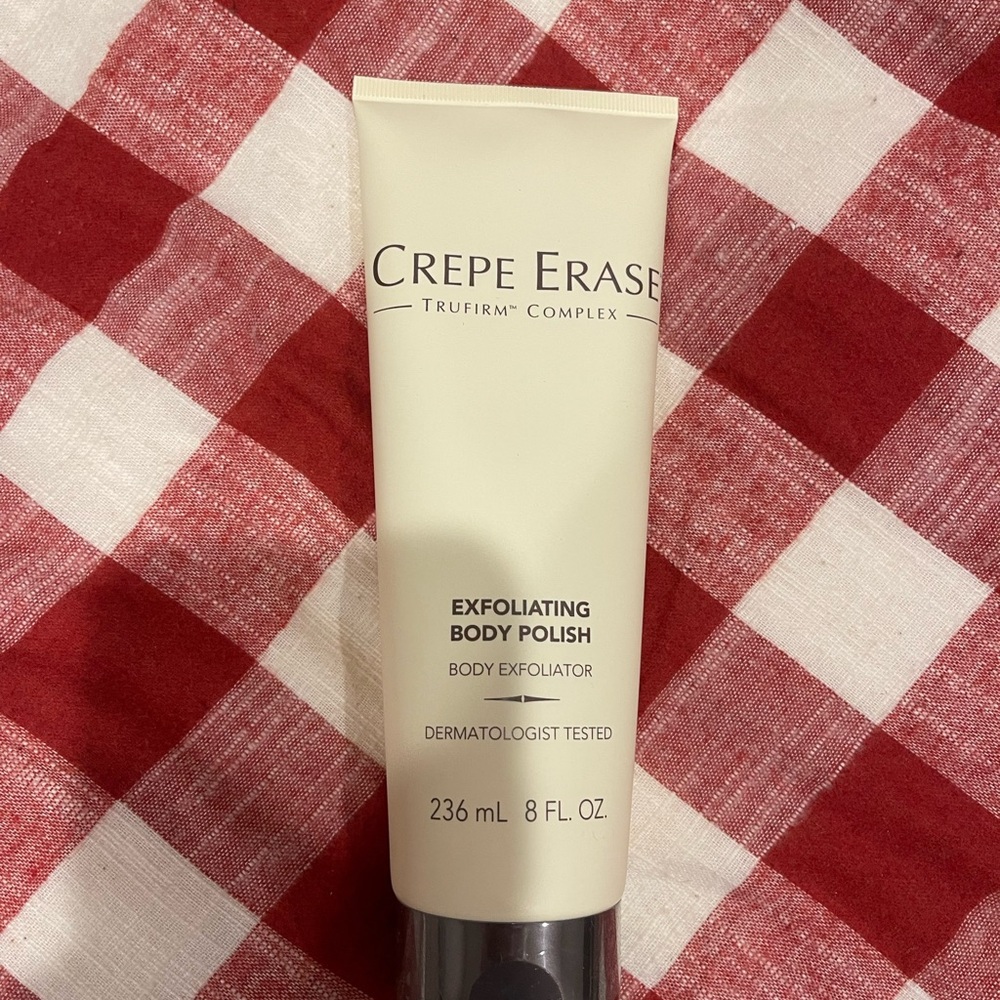 CREPE ERASE
TRUFIRM™ COMPLEX
EXFOLIATING
BODY POLISH
BODY EXFOLIATOR
DERMATOLOGIST TESTED
236 mL 8 FL. OZ.